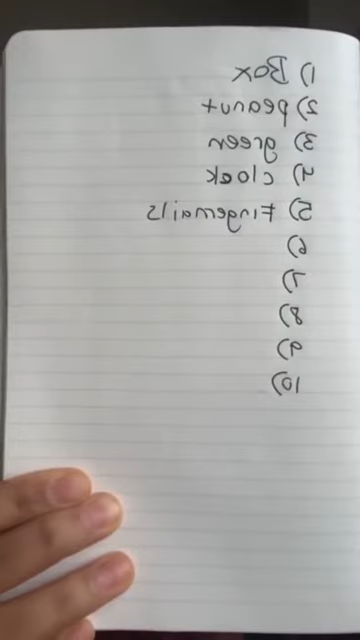 1) Box
2) peanut
3) green
4) clock
5) Fingernails
6)
7)
8)
9)
10)